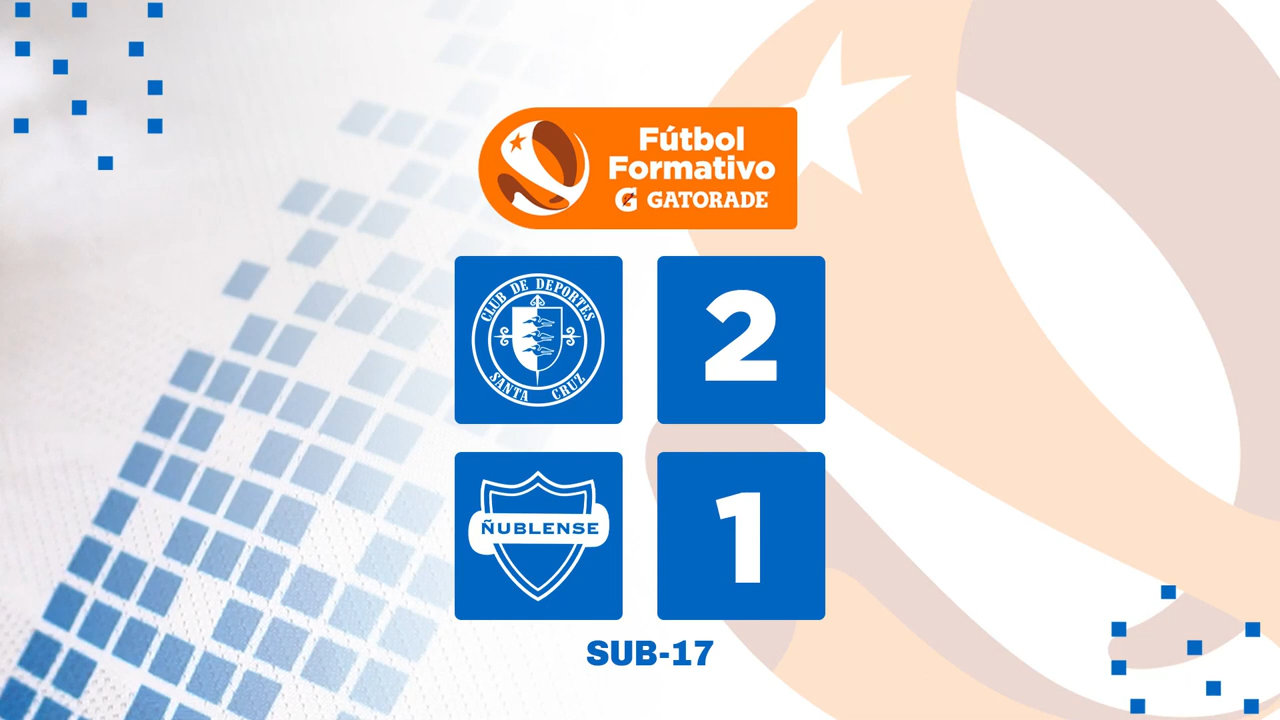 Fútbol
Formativo
G GATORADE
CLUB DE DEPORTES
SANTA CRUZ
2
ÑUBLENSE
1
SUB-17